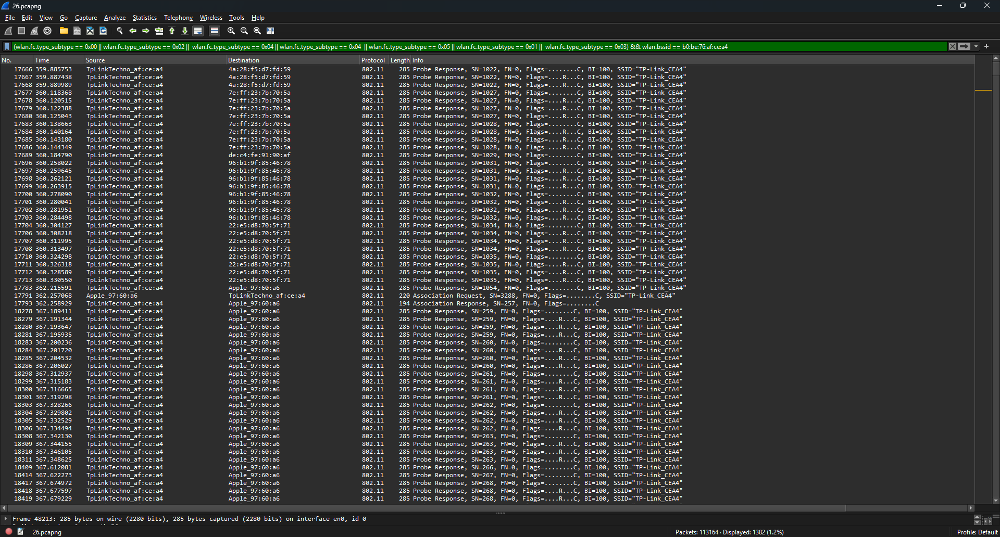 26.pcapng
File Edit View Go Capture Analyze Statistics Telephony Wireless Tools Help
(wlan.fc.type_subtype == 0x00 || wlan.fc.type_subtype == 0x02 || wlan.fc.type_subtype == 0x04 || wlan.fc.type_subtype == 0x04 || wlan.fc.type_subtype == 0x05 || wlan.fc.type_subtype == 0x01 || wlan.fc.type_subtype == 0x03) && wlan.bssid == b0:be:76:af:ce:a4
No. Time Source Destination Protocol Length Info
17666 359.885753 TpLinkTechno_af:ce:a4 4a:28:f5:d7:fd:59 802.11 285 Probe Response, SN=1022, FN=0, Flags=........C, BI=100, SSID="TP-Link_CEA4"
17667 359.887438 TpLinkTechno_af:ce:a4 4a:28:f5:d7:fd:59 802.11 285 Probe Response, SN=1022, FN=0, Flags=....R...C, BI=100, SSID="TP-Link_CEA4"
17668 359.889989 TpLinkTechno_af:ce:a4 4a:28:f5:d7:fd:59 802.11 285 Probe Response, SN=1022, FN=0, Flags=....R...C, BI=100, SSID="TP-Link_CEA4"
17677 360.118368 TpLinkTechno_af:ce:a4 7e:ff:23:7b:70:5a 802.11 285 Probe Response, SN=1027, FN=0, Flags=........C, BI=100, SSID="TP-Link_CEA4"
17678 360.120515 TpLinkTechno_af:ce:a4 7e:ff:23:7b:70:5a 802.11 285 Probe Response, SN=1027, FN=0, Flags=....R...C, BI=100, SSID="TP-Link_CEA4"
17679 360.122388 TpLinkTechno_af:ce:a4 7e:ff:23:7b:70:5a 802.11 285 Probe Response, SN=1027, FN=0, Flags=....R...C, BI=100, SSID="TP-Link_CEA4"
17680 360.125043 TpLinkTechno_af:ce:a4 7e:ff:23:7b:70:5a 802.11 285 Probe Response, SN=1027, FN=0, Flags=....R...C, BI=100, SSID="TP-Link_CEA4"
17683 360.138663 TpLinkTechno_af:ce:a4 7e:ff:23:7b:70:5a 802.11 285 Probe Response, SN=1028, FN=0, Flags=........C, BI=100, SSID="TP-Link_CEA4"
17684 360.140164 TpLinkTechno_af:ce:a4 7e:ff:23:7b:70:5a 802.11 285 Probe Response, SN=1028, FN=0, Flags=....R...C, BI=100, SSID="TP-Link_CEA4"
17685 360.143180 TpLinkTechno_af:ce:a4 7e:ff:23:7b:70:5a 802.11 285 Probe Response, SN=1028, FN=0, Flags=....R...C, BI=100, SSID="TP-Link_CEA4"
17686 360.144349 TpLinkTechno_af:ce:a4 7e:ff:23:7b:70:5a 802.11 285 Probe Response, SN=1028, FN=0, Flags=....R...C, BI=100, SSID="TP-Link_CEA4"
17689 360.184790 TpLinkTechno_af:ce:a4 de:c4:fe:91:90:af 802.11 285 Probe Response, SN=1029, FN=0, Flags=........C, BI=100, SSID="TP-Link_CEA4"
17696 360.258022 TpLinkTechno_af:ce:a4 96:b1:9f:85:46:78 802.11 285 Probe Response, SN=1031, FN=0, Flags=........C, BI=100, SSID="TP-Link_CEA4"
17697 360.259645 TpLinkTechno_af:ce:a4 96:b1:9f:85:46:78 802.11 285 Probe Response, SN=1031, FN=0, Flags=....R...C, BI=100, SSID="TP-Link_CEA4"
17698 360.262121 TpLinkTechno_af:ce:a4 96:b1:9f:85:46:78 802.11 285 Probe Response, SN=1031, FN=0, Flags=....R...C, BI=100, SSID="TP-Link_CEA4"
17699 360.263915 TpLinkTechno_af:ce:a4 96:b1:9f:85:46:78 802.11 285 Probe Response, SN=1031, FN=0, Flags=....R...C, BI=100, SSID="TP-Link_CEA4"
17700 360.278090 TpLinkTechno_af:ce:a4 96:b1:9f:85:46:78 802.11 285 Probe Response, SN=1032, FN=0, Flags=........C, BI=100, SSID="TP-Link_CEA4"
17701 360.280041 TpLinkTechno_af:ce:a4 96:b1:9f:85:46:78 802.11 285 Probe Response, SN=1032, FN=0, Flags=....R...C, BI=100, SSID="TP-Link_CEA4"
17702 360.281951 TpLinkTechno_af:ce:a4 96:b1:9f:85:46:78 802.11 285 Probe Response, SN=1032, FN=0, Flags=....R...C, BI=100, SSID="TP-Link_CEA4"
17703 360.284498 TpLinkTechno_af:ce:a4 96:b1:9f:85:46:78 802.11 285 Probe Response, SN=1032, FN=0, Flags=....R...C, BI=100, SSID="TP-Link_CEA4"
17704 360.304127 TpLinkTechno_af:ce:a4 22:e5:d8:70:5f:71 802.11 285 Probe Response, SN=1034, FN=0, Flags=........C, BI=100, SSID="TP-Link_CEA4"
17706 360.308218 TpLinkTechno_af:ce:a4 22:e5:d8:70:5f:71 802.11 285 Probe Response, SN=1034, FN=0, Flags=....R...C, BI=100, SSID="TP-Link_CEA4"
17707 360.311995 TpLinkTechno_af:ce:a4 22:e5:d8:70:5f:71 802.11 285 Probe Response, SN=1034, FN=0, Flags=....R...C, BI=100, SSID="TP-Link_CEA4"
17708 360.313497 TpLinkTechno_af:ce:a4 22:e5:d8:70:5f:71 802.11 285 Probe Response, SN=1034, FN=0, Flags=....R...C, BI=100, SSID="TP-Link_CEA4"
17710 360.324298 TpLinkTechno_af:ce:a4 22:e5:d8:70:5f:71 802.11 285 Probe Response, SN=1035, FN=0, Flags=........C, BI=100, SSID="TP-Link_CEA4"
17711 360.326318 TpLinkTechno_af:ce:a4 22:e5:d8:70:5f:71 802.11 285 Probe Response, SN=1035, FN=0, Flags=....R...C, BI=100, SSID="TP-Link_CEA4"
17712 360.328589 TpLinkTechno_af:ce:a4 22:e5:d8:70:5f:71 802.11 285 Probe Response, SN=1035, FN=0, Flags=....R...C, BI=100, SSID="TP-Link_CEA4"
17713 360.330550 TpLinkTechno_af:ce:a4 22:e5:d8:70:5f:71 802.11 285 Probe Response, SN=1035, FN=0, Flags=....R...C, BI=100, SSID="TP-Link_CEA4"
17783 362.215591 TpLinkTechno_af:ce:a4 Apple_97:60:a6 802.11 285 Probe Response, SN=1054, FN=0, Flags=........C, BI=100, SSID="TP-Link_CEA4"
17791 362.257068 Apple_97:60:a6 TpLinkTechno_af:ce:a4 802.11 220 Association Request, SN=3288, FN=0, Flags=........C, SSID="TP-Link_CEA4"
17793 362.258929 TpLinkTechno_af:ce:a4 Apple_97:60:a6 802.11 194 Association Response, SN=257, FN=0, Flags=........C
18278 367.189411 TpLinkTechno_af:ce:a4 Apple_97:60:a6 802.11 285 Probe Response, SN=259, FN=0, Flags=........C, BI=100, SSID="TP-Link_CEA4"
18279 367.191344 TpLinkTechno_af:ce:a4 Apple_97:60:a6 802.11 285 Probe Response, SN=259, FN=0, Flags=....R...C, BI=100, SSID="TP-Link_CEA4"
18280 367.193647 TpLinkTechno_af:ce:a4 Apple_97:60:a6 802.11 285 Probe Response, SN=259, FN=0, Flags=....R...C, BI=100, SSID="TP-Link_CEA4"
18281 367.195935 TpLinkTechno_af:ce:a4 Apple_97:60:a6 802.11 285 Probe Response, SN=259, FN=0, Flags=....R...C, BI=100, SSID="TP-Link_CEA4"
18283 367.200236 TpLinkTechno_af:ce:a4 Apple_97:60:a6 802.11 285 Probe Response, SN=260, FN=0, Flags=........C, BI=100, SSID="TP-Link_CEA4"
18284 367.201720 TpLinkTechno_af:ce:a4 Apple_97:60:a6 802.11 285 Probe Response, SN=260, FN=0, Flags=....R...C, BI=100, SSID="TP-Link_CEA4"
18285 367.204532 TpLinkTechno_af:ce:a4 Apple_97:60:a6 802.11 285 Probe Response, SN=260, FN=0, Flags=....R...C, BI=100, SSID="TP-Link_CEA4"
18286 367.206027 TpLinkTechno_af:ce:a4 Apple_97:60:a6 802.11 285 Probe Response, SN=260, FN=0, Flags=....R...C, BI=100, SSID="TP-Link_CEA4"
18298 367.312937 TpLinkTechno_af:ce:a4 Apple_97:60:a6 802.11 285 Probe Response, SN=261, FN=0, Flags=........C, BI=100, SSID="TP-Link_CEA4"
18299 367.315183 TpLinkTechno_af:ce:a4 Apple_97:60:a6 802.11 285 Probe Response, SN=261, FN=0, Flags=....R...C, BI=100, SSID="TP-Link_CEA4"
18300 367.316665 TpLinkTechno_af:ce:a4 Apple_97:60:a6 802.11 285 Probe Response, SN=261, FN=0, Flags=....R...C, BI=100, SSID="TP-Link_CEA4"
18301 367.319298 TpLinkTechno_af:ce:a4 Apple_97:60:a6 802.11 285 Probe Response, SN=261, FN=0, Flags=....R...C, BI=100, SSID="TP-Link_CEA4"
18303 367.328266 TpLinkTechno_af:ce:a4 Apple_97:60:a6 802.11 285 Probe Response, SN=262, FN=0, Flags=........C, BI=100, SSID="TP-Link_CEA4"
18304 367.329802 TpLinkTechno_af:ce:a4 Apple_97:60:a6 802.11 285 Probe Response, SN=262, FN=0, Flags=....R...C, BI=100, SSID="TP-Link_CEA4"
18305 367.332529 TpLinkTechno_af:ce:a4 Apple_97:60:a6 802.11 285 Probe Response, SN=262, FN=0, Flags=....R...C, BI=100, SSID="TP-Link_CEA4"
18306 367.334494 TpLinkTechno_af:ce:a4 Apple_97:60:a6 802.11 285 Probe Response, SN=262, FN=0, Flags=....R...C, BI=100, SSID="TP-Link_CEA4"
18308 367.342130 TpLinkTechno_af:ce:a4 Apple_97:60:a6 802.11 285 Probe Response, SN=263, FN=0, Flags=........C, BI=100, SSID="TP-Link_CEA4"
18309 367.344155 TpLinkTechno_af:ce:a4 Apple_97:60:a6 802.11 285 Probe Response, SN=263, FN=0, Flags=....R...C, BI=100, SSID="TP-Link_CEA4"
18310 367.346105 TpLinkTechno_af:ce:a4 Apple_97:60:a6 802.11 285 Probe Response, SN=263, FN=0, Flags=....R...C, BI=100, SSID="TP-Link_CEA4"
18311 367.348625 TpLinkTechno_af:ce:a4 Apple_97:60:a6 802.11 285 Probe Response, SN=263, FN=0, Flags=....R...C, BI=100, SSID="TP-Link_CEA4"
18409 367.612081 TpLinkTechno_af:ce:a4 Apple_97:60:a6 802.11 285 Probe Response, SN=266, FN=0, Flags=........C, BI=100, SSID="TP-Link_CEA4"
18414 367.622273 TpLinkTechno_af:ce:a4 Apple_97:60:a6 802.11 285 Probe Response, SN=267, FN=0, Flags=........C, BI=100, SSID="TP-Link_CEA4"
18417 367.674972 TpLinkTechno_af:ce:a4 Apple_97:60:a6 802.11 285 Probe Response, SN=268, FN=0, Flags=........C, BI=100, SSID="TP-Link_CEA4"
18418 367.677597 TpLinkTechno_af:ce:a4 Apple_97:60:a6 802.11 285 Probe Response, SN=268, FN=0, Flags=....R...C, BI=100, SSID="TP-Link_CEA4"
18419 367.679229 TpLinkTechno_af:ce:a4 Apple_97:60:a6 802.11 285 Probe Response, SN=268, FN=0, Flags=....R...C, BI=100, SSID="TP-Link_CEA4"
Frame 48213: 285 bytes on wire (2280 bits), 285 bytes captured (2280 bits) on interface en0, id 0
26.pcapng Packets: 113164 · Displayed: 1382 (1.2%) Profile: Default